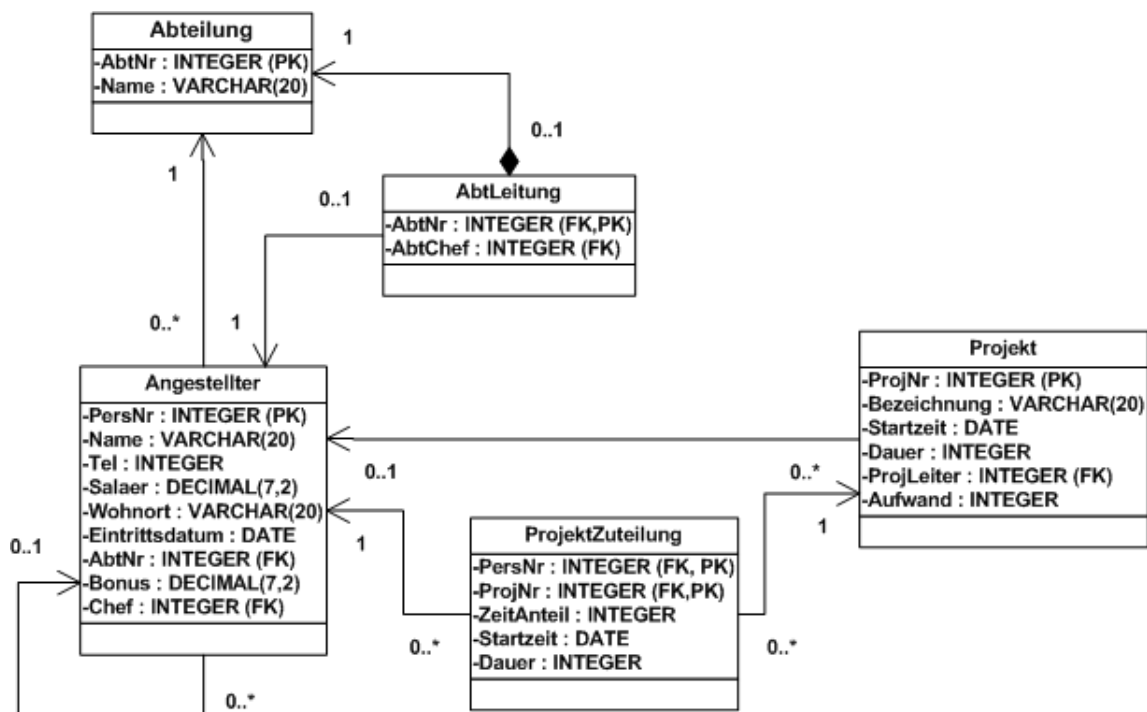 Abteilung
-AbtNr : INTEGER (PK)
-Name : VARCHAR(20)
1
0..1
1
AbtLeitung
-AbtNr : INTEGER (FK,PK)
-AbtChef : INTEGER (FK)
0..1
0..*
1
Angestellter
-PersNr : INTEGER (PK)
-Name : VARCHAR(20)
-Tel : INTEGER
-Salaer : DECIMAL(7,2)
-Wohnort : VARCHAR(20)
-Eintrittsdatum : DATE
-AbtNr : INTEGER (FK)
-Bonus : DECIMAL(7,2)
-Chef : INTEGER (FK)
0..1
0..*
Projekt
-ProjNr : INTEGER (PK)
-Bezeichnung : VARCHAR(20)
-Startzeit : DATE
-Dauer : INTEGER
-ProjLeiter : INTEGER (FK)
-Aufwand : INTEGER
0..1
0..*
1
1
ProjektZuteilung
-PersNr : INTEGER (FK, PK)
-ProjNr : INTEGER (FK,PK)
-ZeitAnteil : INTEGER
-Startzeit : DATE
-Dauer : INTEGER
0..*
0..*